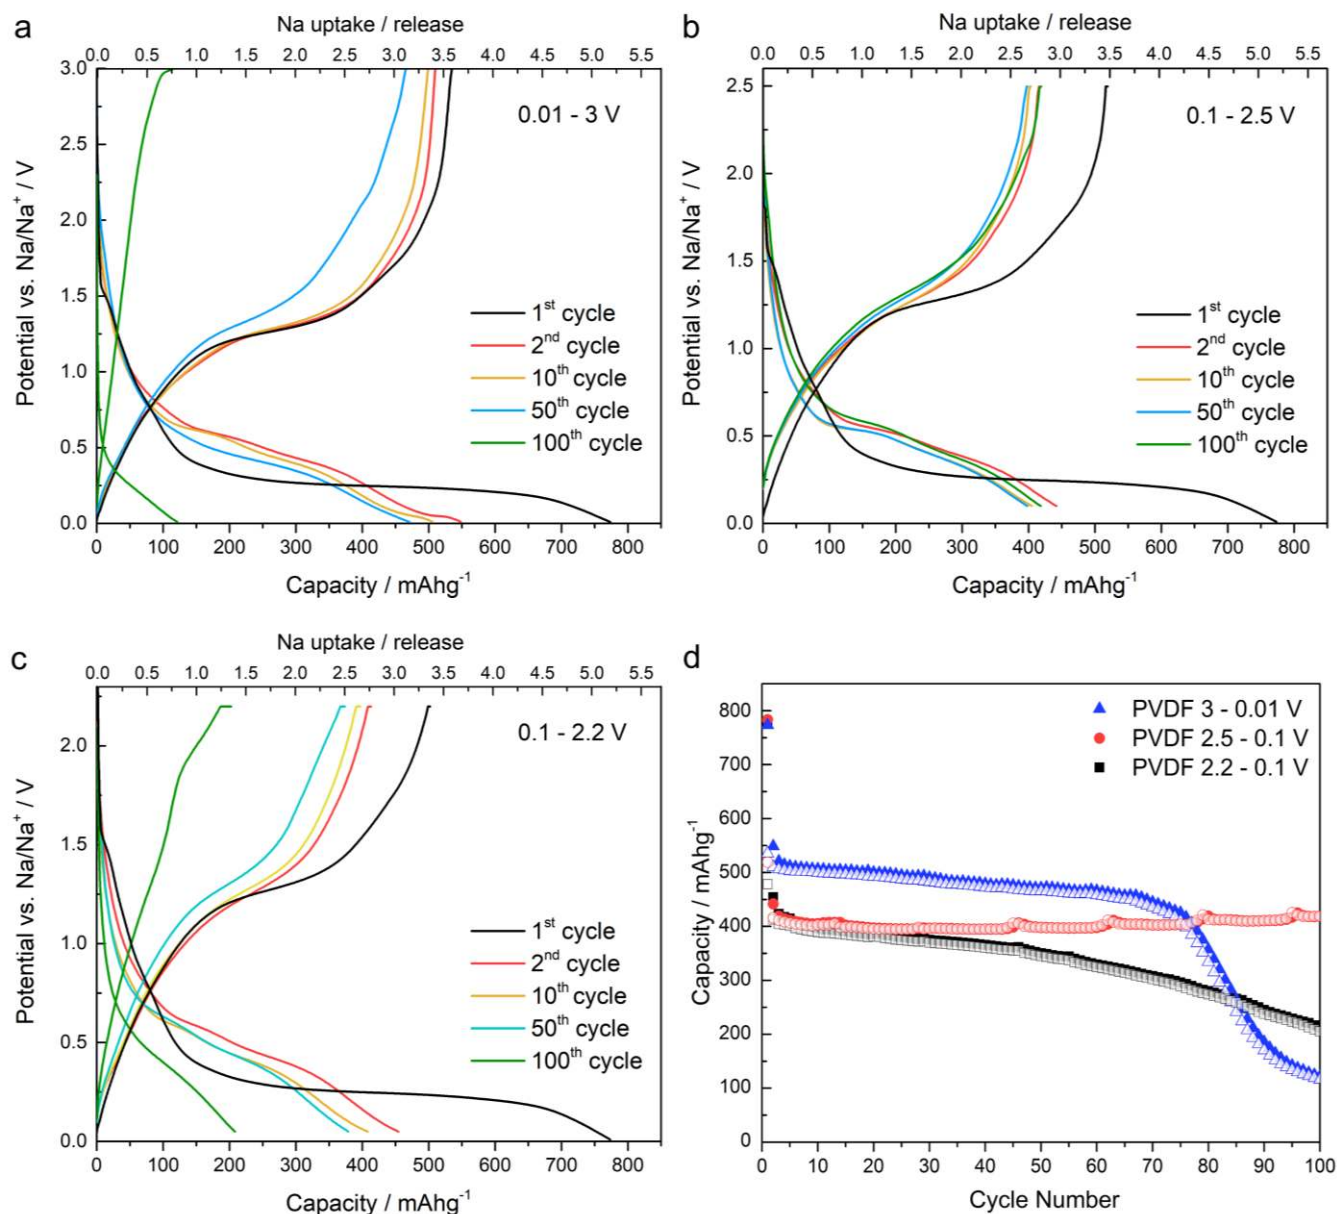 a
Na uptake / release
0.0 0.5 1.0 1.5 2.0 2.5 3.0 3.5 4.0 4.5 5.0 5.5
3.0
2.5
2.0
1.5
1.0
0.5
0.0
Potential vs. Na/Na⁺ / V
0.01 - 3 V
1st cycle
2nd cycle
10th cycle
50th cycle
100th cycle
0 100 200 300 400 500 600 700 800
Capacity / mAhg⁻¹
b
Na uptake / release
0.0 0.5 1.0 1.5 2.0 2.5 3.0 3.5 4.0 4.5 5.0 5.5
2.5
2.0
1.5
1.0
0.5
0.0
Potential vs. Na/Na⁺ / V
0.1 - 2.5 V
1st cycle
2nd cycle
10th cycle
50th cycle
100th cycle
0 100 200 300 400 500 600 700 800
Capacity / mAhg⁻¹
c
Na uptake / release
0.0 0.5 1.0 1.5 2.0 2.5 3.0 3.5 4.0 4.5 5.0 5.5
2.0
1.5
1.0
0.5
0.0
Potential vs. Na/Na⁺ / V
0.1 - 2.2 V
1st cycle
2nd cycle
10th cycle
50th cycle
100th cycle
0 100 200 300 400 500 600 700 800
Capacity / mAhg⁻¹
d
800
700
600
500
400
300
200
100
0
Capacity / mAhg⁻¹
PVDF 3 - 0.01 V
PVDF 2.5 - 0.1 V
PVDF 2.2 - 0.1 V
0 10 20 30 40 50 60 70 80 90 100
Cycle Number